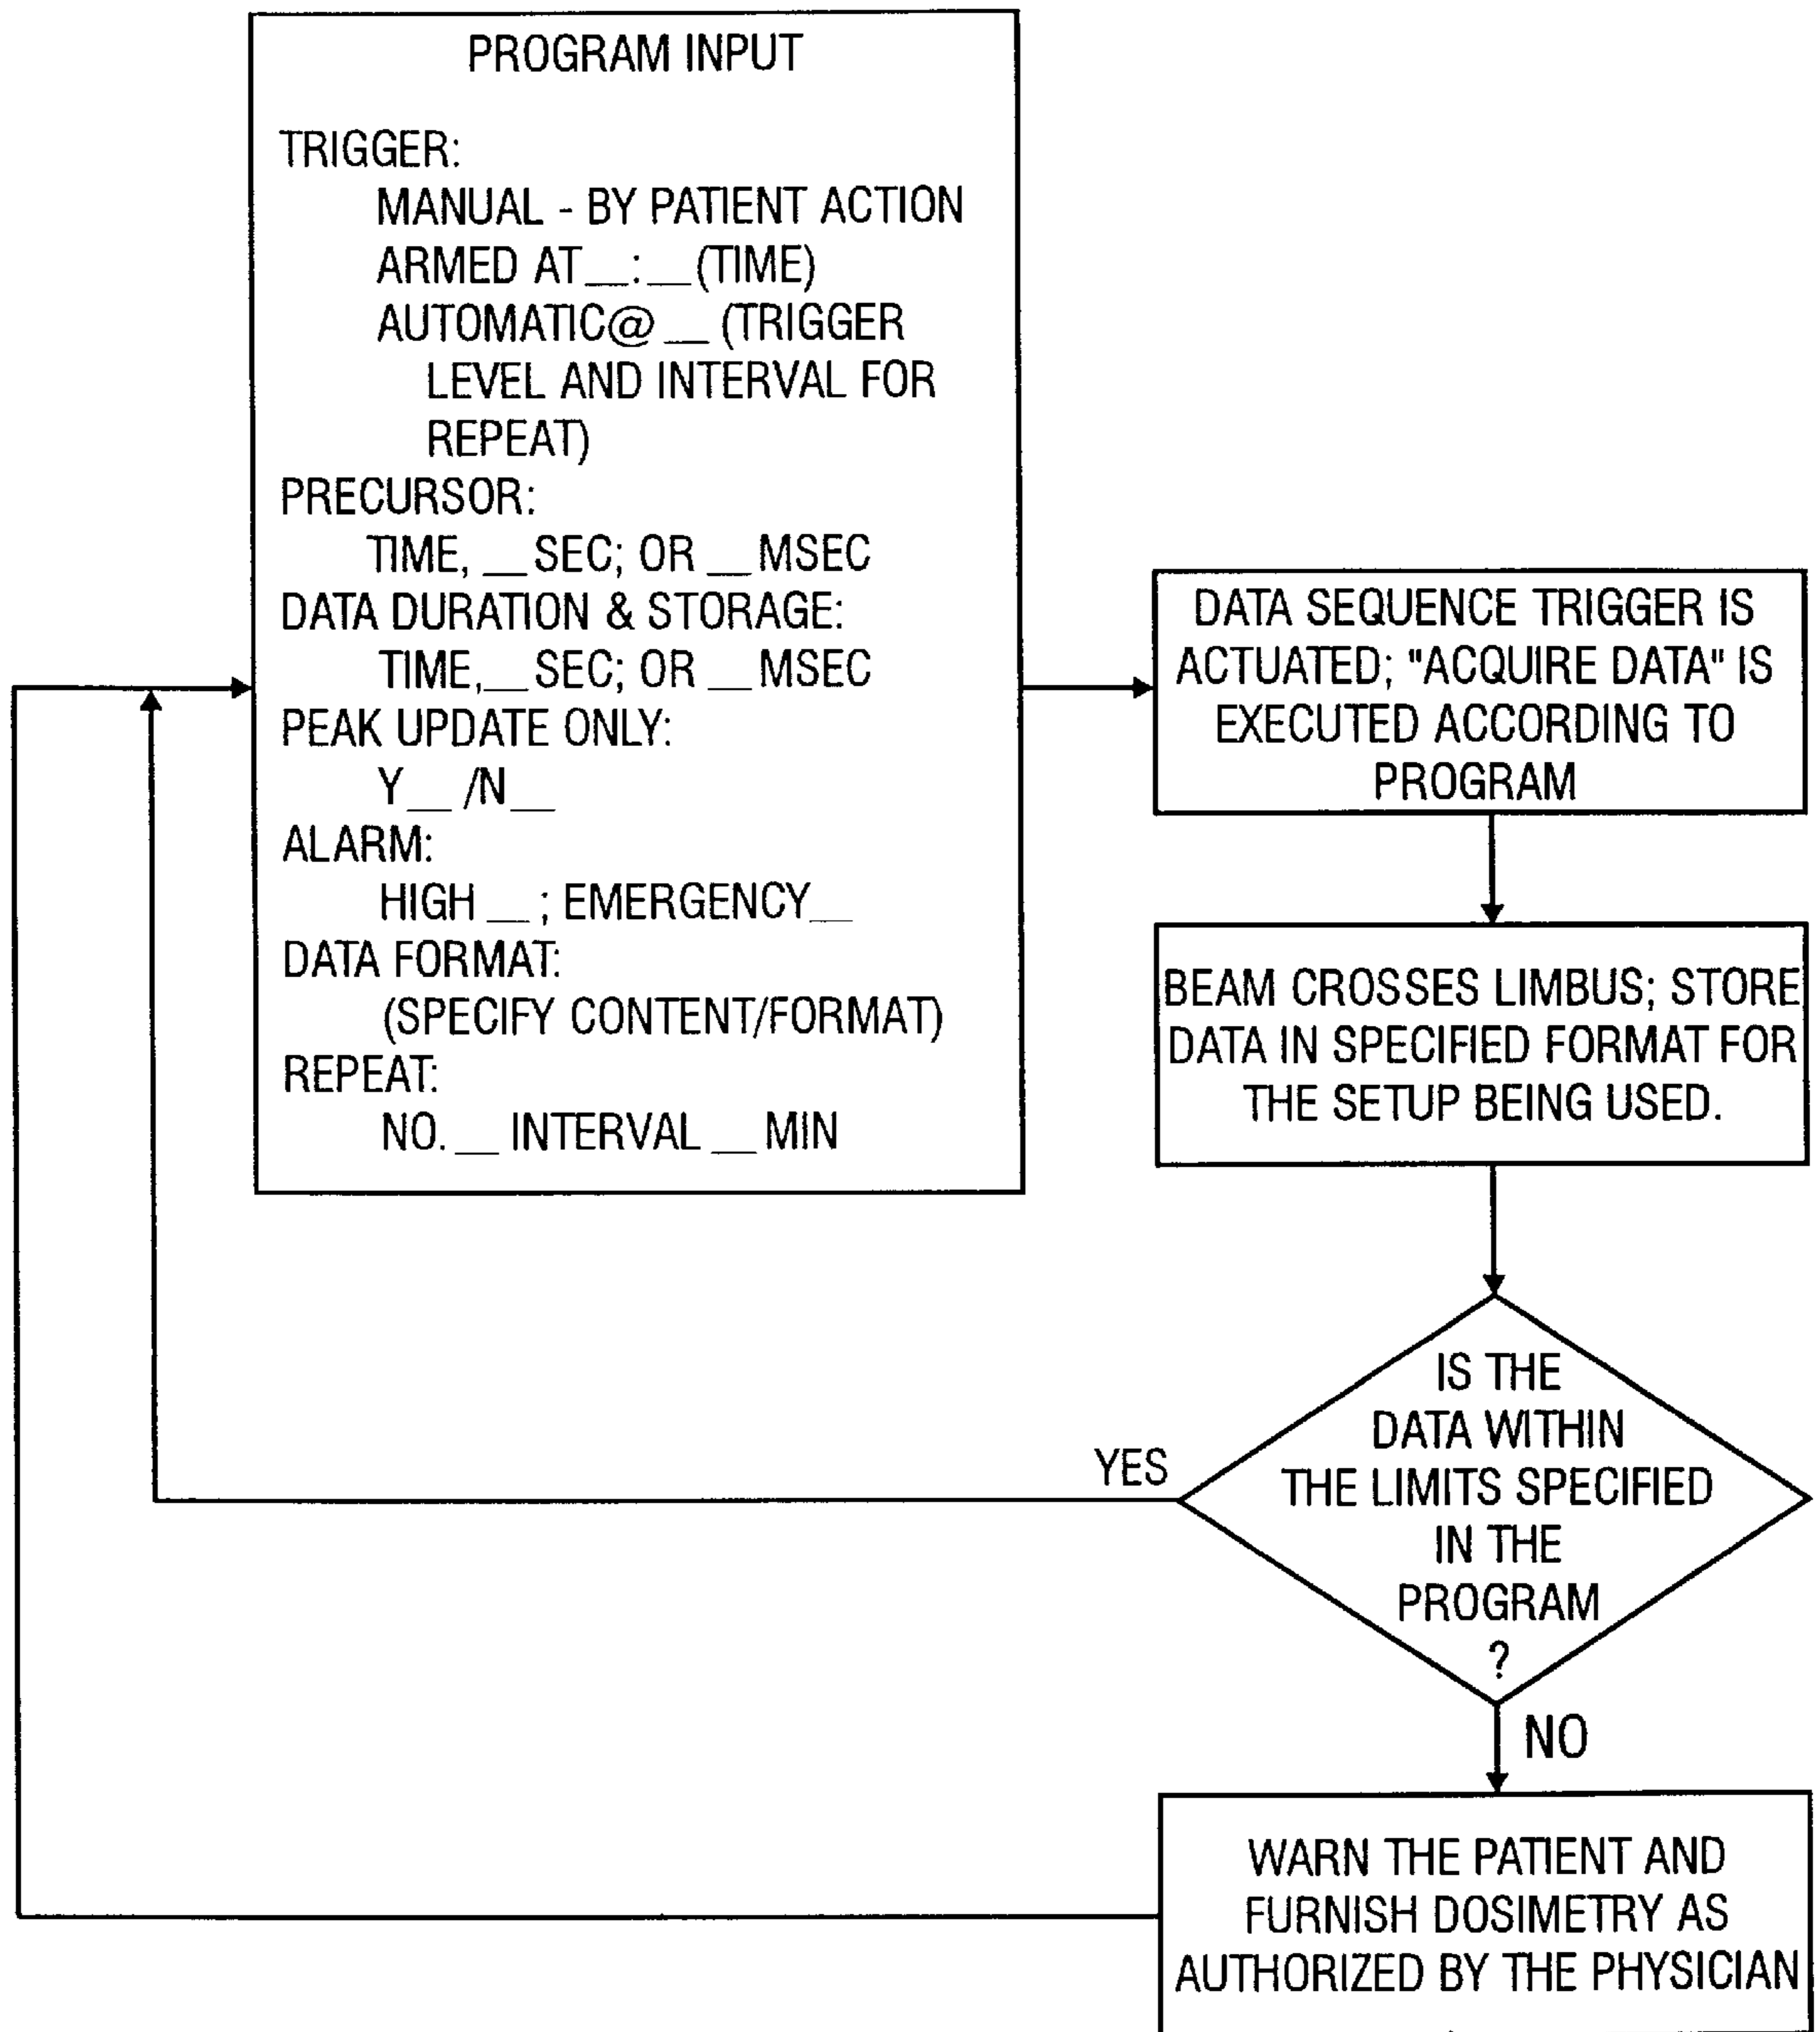 PROGRAM INPUT
TRIGGER:
MANUAL - BY PATIENT ACTION
ARMED AT__:__(TIME)
AUTOMATIC@ __ (TRIGGER
LEVEL AND INTERVAL FOR
REPEAT)
PRECURSOR:
TIME, __SEC; OR __MSEC
DATA DURATION & STORAGE:
TIME,__SEC; OR __MSEC
PEAK UPDATE ONLY:
Y__ /N__
ALARM:
HIGH __ ; EMERGENCY__
DATA FORMAT:
(SPECIFY CONTENT/FORMAT)
REPEAT:
NO. __ INTERVAL __ MIN
DATA SEQUENCE TRIGGER IS
ACTUATED; "ACQUIRE DATA" IS
EXECUTED ACCORDING TO
PROGRAM
BEAM CROSSES LIMBUS; STORE
DATA IN SPECIFIED FORMAT FOR
THE SETUP BEING USED.
IS THE
DATA WITHIN
THE LIMITS SPECIFIED
IN THE
PROGRAM
?
YES
NO
WARN THE PATIENT AND
FURNISH DOSIMETRY AS
AUTHORIZED BY THE PHYSICIAN